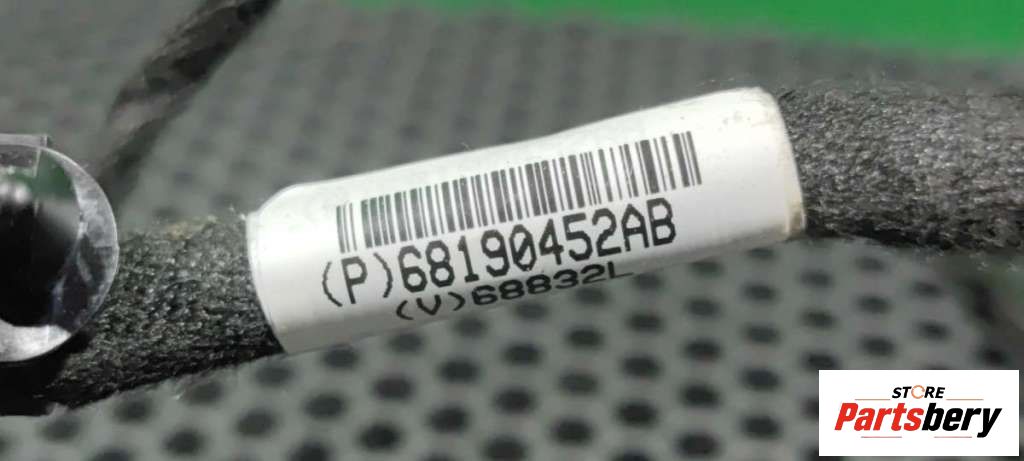 (P)68190452AB
(V)68832L
STORE
Partsbery